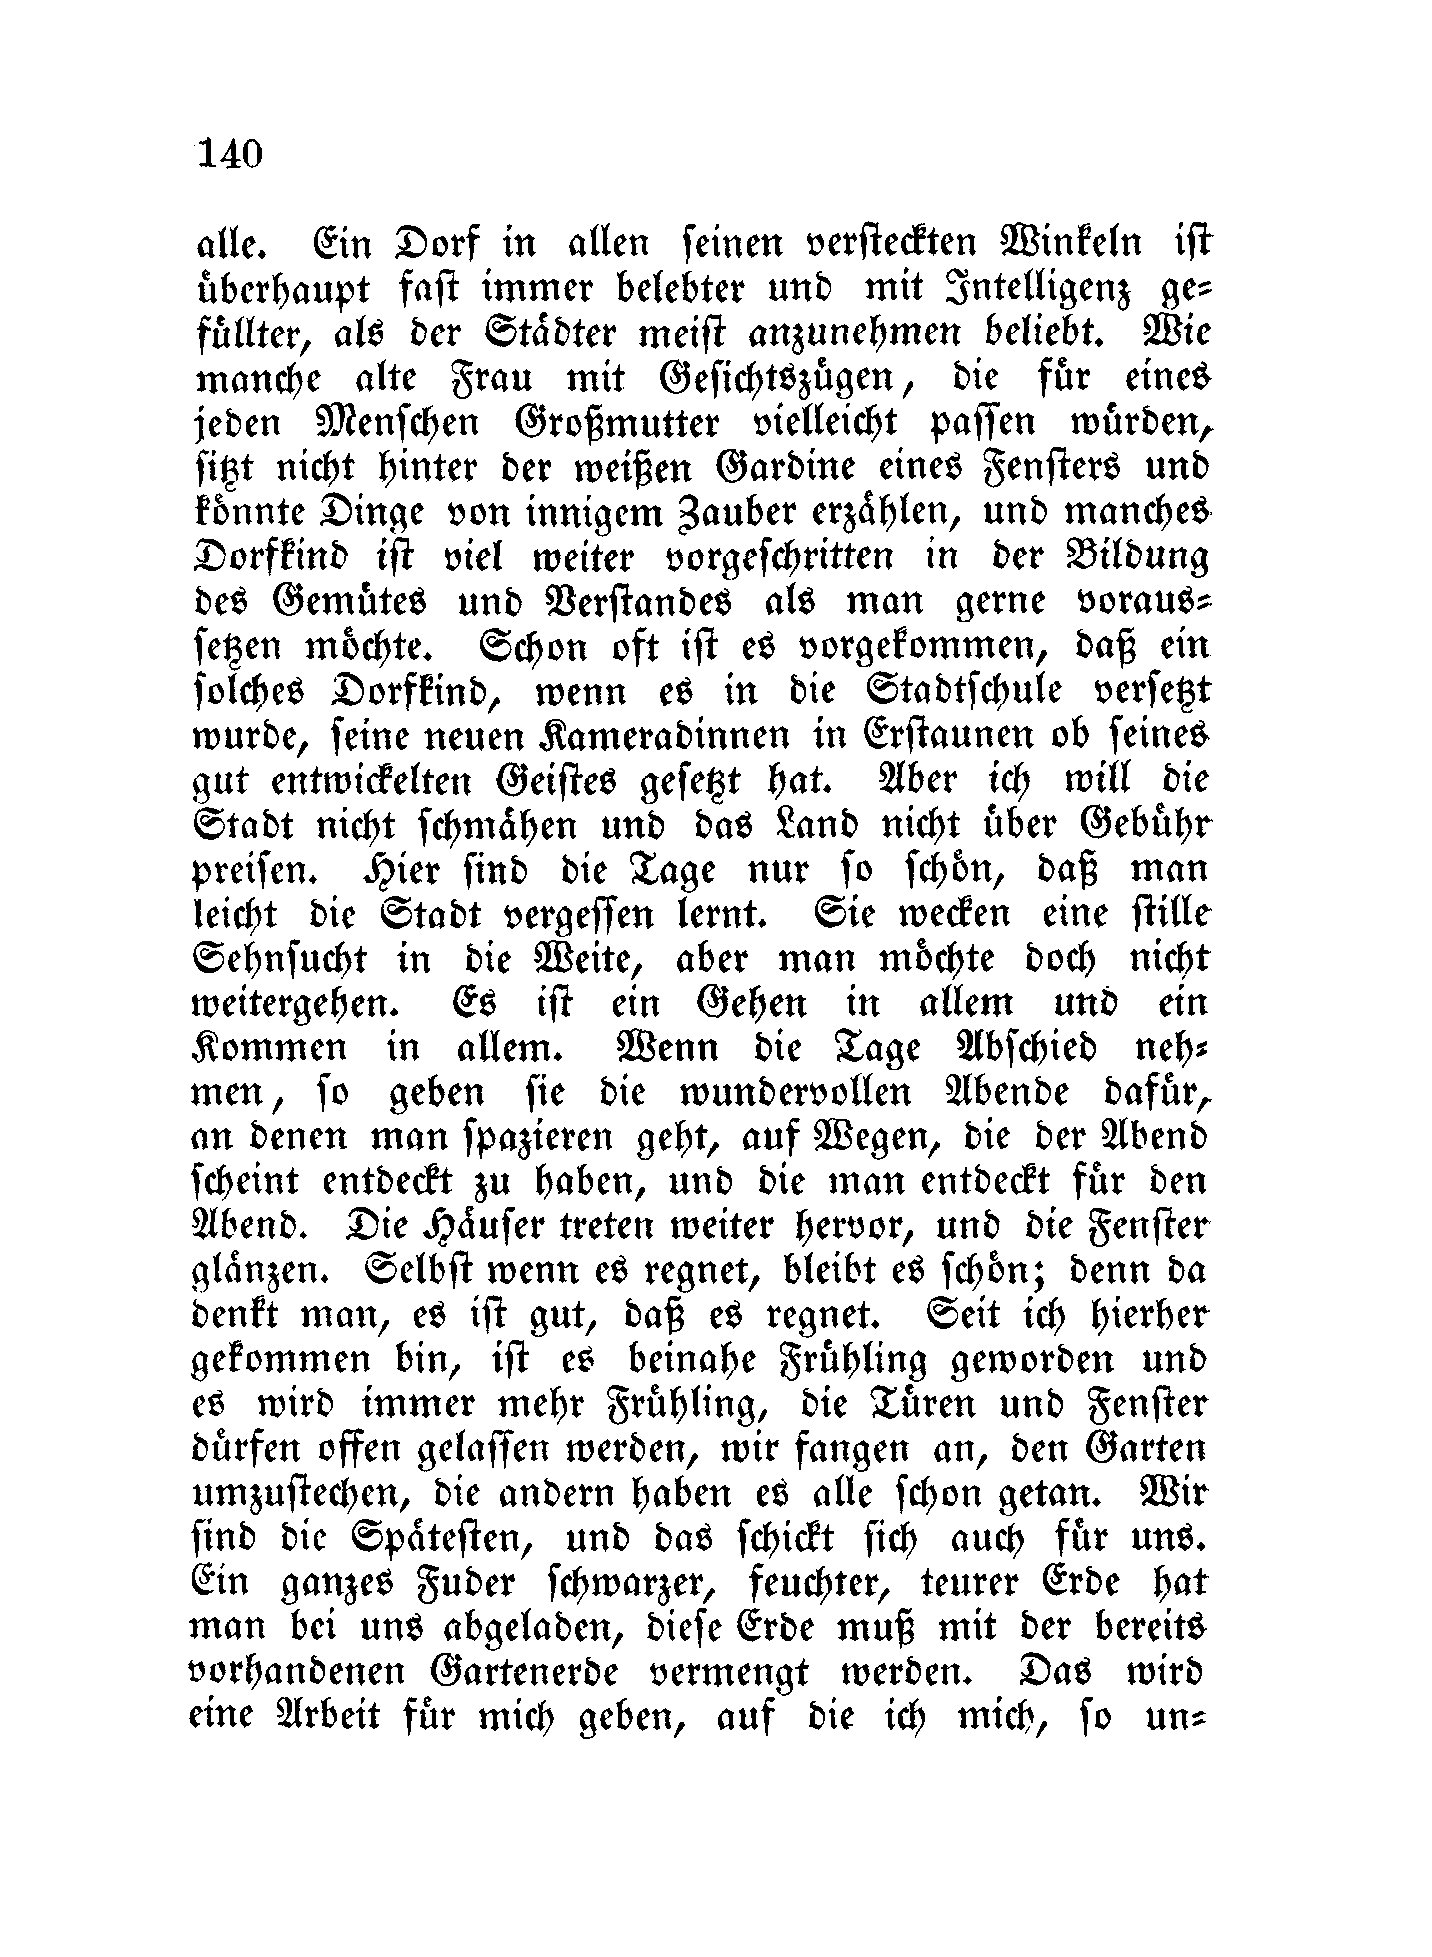 140
alle. Ein Dorf in allen seinen versteckten Winkeln ist
überhaupt fast immer belebter und mit Intelligenz ge-
füllter, als der Städter meist anzunehmen beliebt. Wie
manche alte Frau mit Gesichtszügen, die für eines
jeden Menschen Großmutter vielleicht passen würden,
sitzt nicht hinter der weißen Gardine eines Fensters und
könnte Dinge von innigem Zauber erzählen, und manches
Dorfkind ist viel weiter vorgeschritten in der Bildung
des Gemütes und Verstandes als man gerne voraus-
setzen möchte. Schon oft ist es vorgekommen, daß ein
solches Dorfkind, wenn es in die Stadtschule versetzt
wurde, seine neuen Kameradinnen in Erstaunen ob seines
gut entwickelten Geistes gesetzt hat. Aber ich will die
Stadt nicht schmähen und das Land nicht über Gebühr
preisen. Hier sind die Tage nur so schön, daß man
leicht die Stadt vergessen lernt. Sie wecken eine stille
Sehnsucht in die Weite, aber man möchte doch nicht
weitergehen. Es ist ein Gehen in allem und ein
Kommen in allem. Wenn die Tage Abschied neh-
men, so geben sie die wundervollen Abende dafür,
an denen man spazieren geht, auf Wegen, die der Abend
scheint entdeckt zu haben, und die man entdeckt für den
Abend. Die Häuser treten weiter hervor, und die Fenster
glänzen. Selbst wenn es regnet, bleibt es schön; denn da
denkt man, es ist gut, daß es regnet. Seit ich hierher
gekommen bin, ist es beinahe Frühling geworden und
es wird immer mehr Frühling, die Türen und Fenster
dürfen offen gelassen werden, wir fangen an, den Garten
umzustechen, die andern haben es alle schon getan. Wir
sind die Spätesten, und das schickt sich auch für uns.
Ein ganzes Fuder schwarzer, feuchter, teurer Erde hat
man bei uns abgeladen, diese Erde muß mit der bereits
vorhandenen Gartenerde vermengt werden. Das wird
eine Arbeit für mich geben, auf die ich mich, so un-